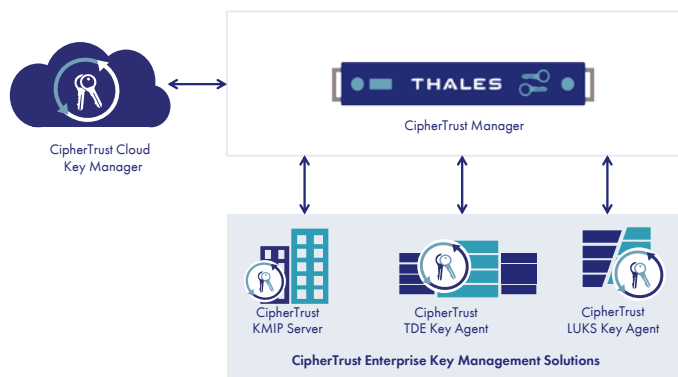 THALES
CipherTrust Manager
CipherTrust Cloud
Key Manager
CipherTrust
KMIP Server
CipherTrust
TDE Key Agent
CipherTrust
LUKS Key Agent
CipherTrust Enterprise Key Management Solutions